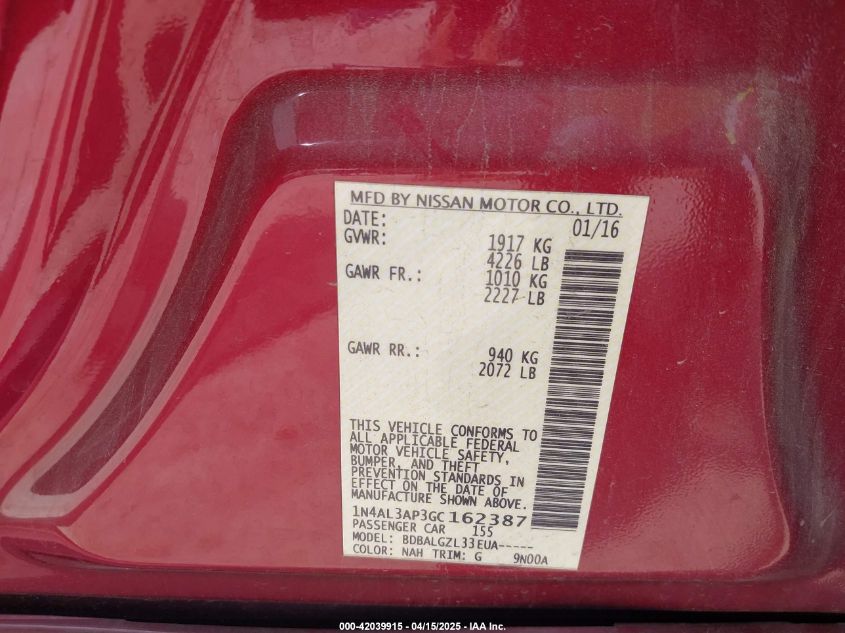 MFD BY NISSAN MOTOR CO., LTD.
DATE: 01/16
GVWR: 1917 KG
4226 LB
GAWR FR.: 1010 KG
2227 LB
GAWR RR.: 940 KG
2072 LB
THIS VEHICLE CONFORMS TO
ALL APPLICABLE FEDERAL
MOTOR VEHICLE SAFETY,
BUMPER, AND THEFT
PREVENTION STANDARDS IN
EFFECT ON THE DATE OF
MANUFACTURE SHOWN ABOVE.
1N4AL3AP3GC162387
PASSENGER CAR 155
MODEL: BDBALGZL33EUA-----
COLOR: NAH TRIM: G 9N00A
000-42039915 - 04/15/2025 - IAA Inc.